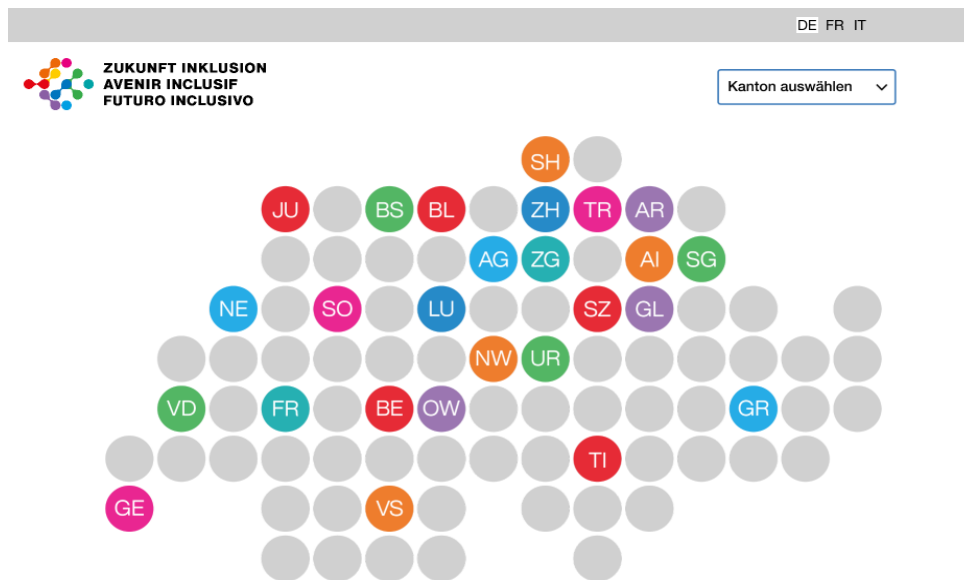 DE FR IT
ZUKUNFT INKLUSION
AVENIR INCLUSIF
FUTURO INCLUSIVO
Kanton auswählen
SH
JU BS BL ZH TR AR
AG ZG AI SG
NE SO LU SZ GL
NW UR
VD FR BE OW GR
TI
GE VS